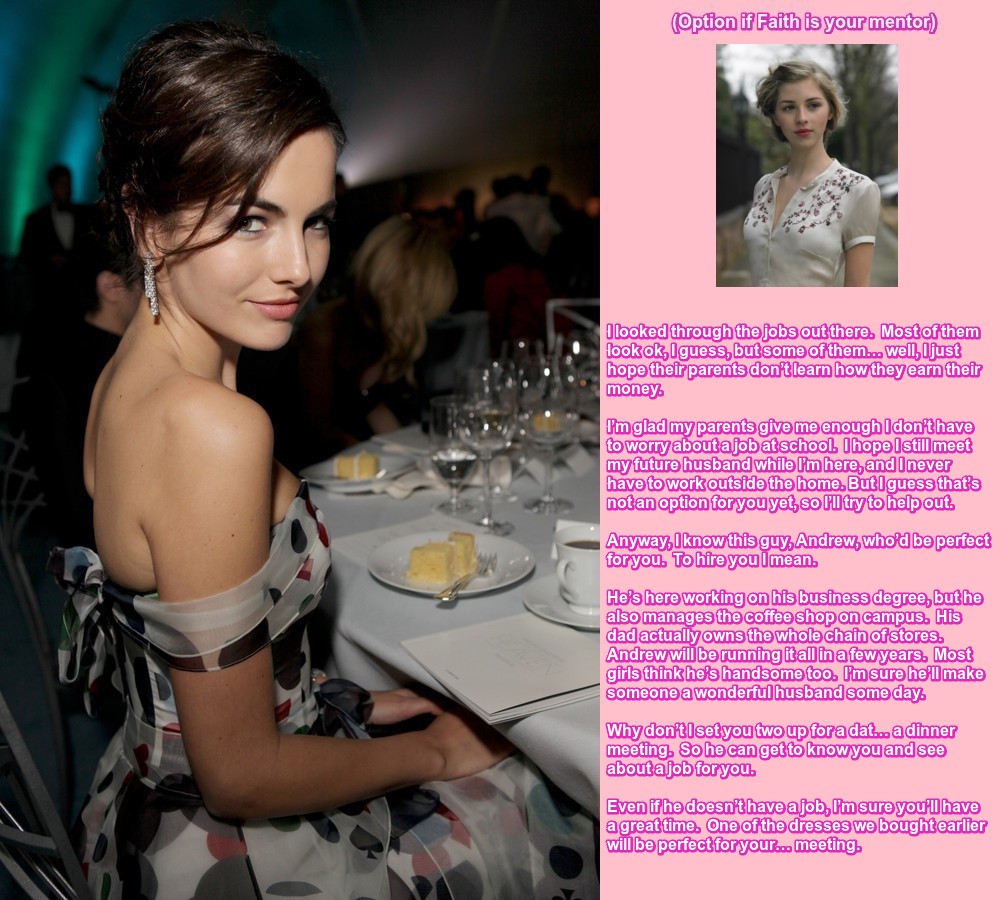 (Option if Faith is your mentor)
I looked through the jobs out there.  Most of them
look ok, I guess, but some of them... well, I just
hope their parents don't learn how they earn their
money.
I'm glad my parents give me enough I don't have
to worry about a job at school.  I hope I still meet
my future husband while I'm here, and I never
have to work outside the home. But I guess that's
not an option for you yet, so I'll try to help out.
Anyway, I know this guy, Andrew, who'd be perfect
for you.  To hire you I mean.
He's here working on his business degree, but he
also manages the coffee shop on campus.  His
dad actually owns the whole chain of stores.
Andrew will be running it all in a few years.  Most
girls think he's handsome too.  I'm sure he'll make
someone a wonderful husband some day.
Why don't I set you two up for a dat... a dinner
meeting.  So he can get to know you and see
about a job for you.
Even if he doesn't have a job, I'm sure you'll have
a great time.  One of the dresses we bought earlier
will be perfect for your... meeting.